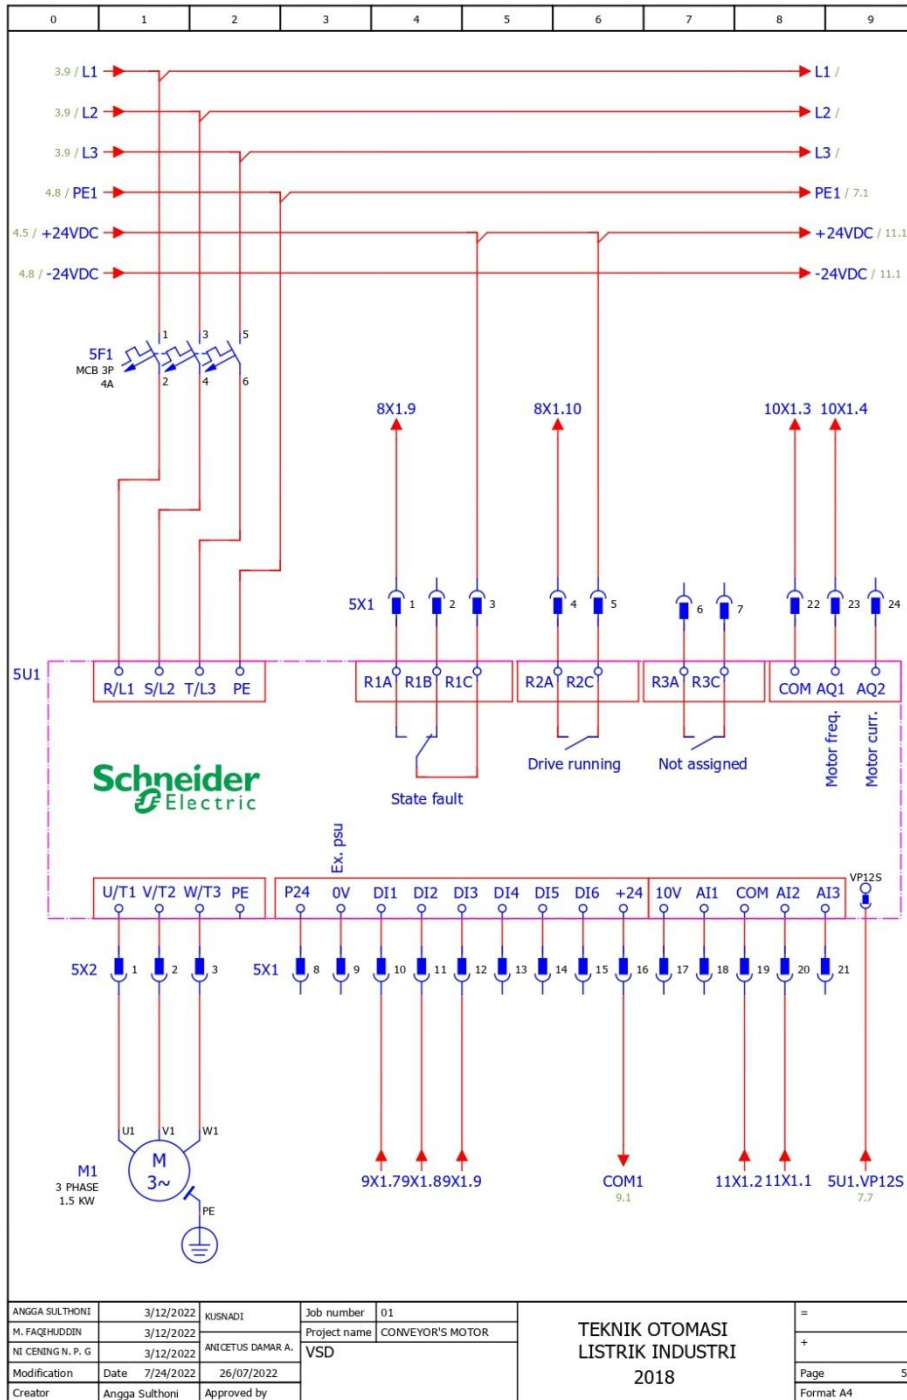 0 1 2 3 4 5 6 7 8 9
3.9 / L1 L1 /
3.9 / L2 L2 /
3.9 / L3 L3 /
4.8 / PE1 PE1 / 7.1
4.5 / +24VDC +24VDC / 11.1
4.8 / -24VDC -24VDC / 11.1
1 3 5
5F1
MCB 3P
4A
2 4 6
8X1.9 8X1.10 10X1.3 10X1.4
5X1 1 2 3 4 5 6 7 22 23 24
5U1
R/L1 S/L2 T/L3 PE R1A R1B R1C R2A R2C R3A R3C COM AQ1 AQ2
Motor freq.
Motor curr.
Drive running
Not assigned
State fault
Schneider
Electric
Ex. psu
VP12S
U/T1 V/T2 W/T3 PE P24 0V DI1 DI2 DI3 DI4 DI5 DI6 +24 10V AI1 COM AI2 AI3
5X2 1 2 3 5X1 8 9 10 11 12 13 14 15 16 17 18 19 20 21
U1 V1 W1
M
3~
M1
3 PHASE
1.5 KW
PE
9X1.7 9X1.8 9X1.9 COM1 11X1.2 11X1.1 5U1.VP12S
9.1 7.7
ANGGA SULTHONI 3/12/2022 KUSNADI Job number 01
M. FAQIHUDDIN 3/12/2022 Project name CONVEYOR'S MOTOR
NI CENING N. P. G 3/12/2022 ANICETUS DAMAR A. VSD
Modification Date 7/24/2022 26/07/2022
Creator Angga Sulthoni Approved by
TEKNIK OTOMASI
LISTRIK INDUSTRI
2018
=
+
Page 5
Format A4